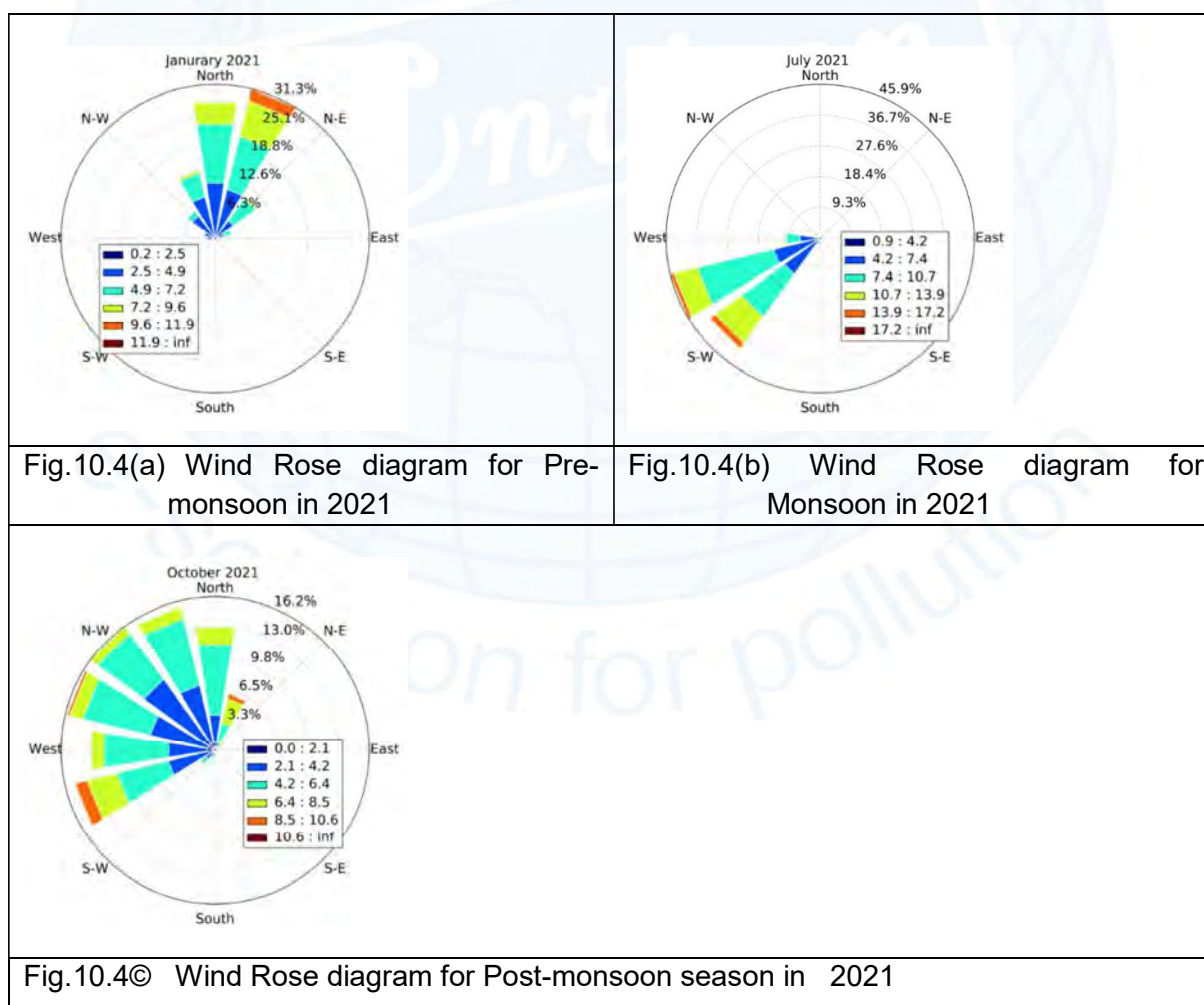 Janurary 2021
North
31.3%
N-W
25.1%
N-E
18.8%
12.6%
6.3%
West
East
0.2 : 2.5
2.5 : 4.9
4.9 : 7.2
7.2 : 9.6
9.6 : 11.9
11.9 : inf
S-W
S-E
South
July 2021
North
45.9%
N-W
36.7%
N-E
27.6%
18.4%
9.3%
West
East
0.9 : 4.2
4.2 : 7.4
7.4 : 10.7
10.7 : 13.9
13.9 : 17.2
17.2 : inf
S-W
S-E
South
Fig.10.4(a) Wind Rose diagram for Pre-
monsoon in 2021
Fig.10.4(b) Wind Rose diagram for
Monsoon in 2021
October 2021
North
16.2%
N-W
13.0%
N-E
9.8%
6.5%
3.3%
West
East
0.0 : 2.1
2.1 : 4.2
4.2 : 6.4
6.4 : 8.5
8.5 : 10.6
10.6 : inf
S-W
S-E
South
Fig.10.4© Wind Rose diagram for Post-monsoon season in 2021
on for pollution